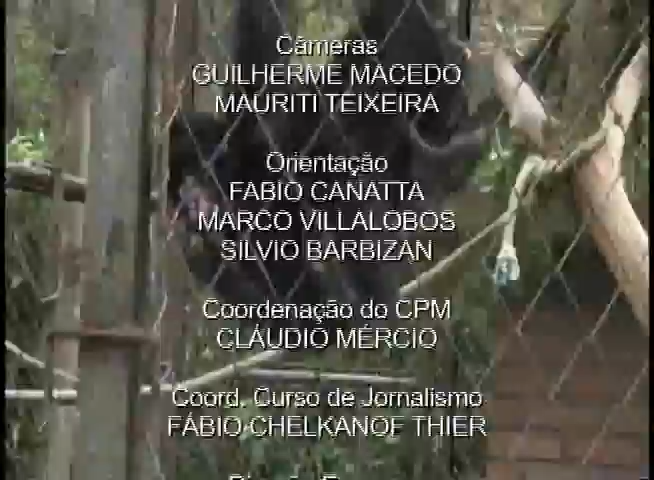 Câmeras
GUILHERME MACEDO
MAURITI TEIXEIRA
Orientação
FABIO CANATTA
MARCO VILLALOBOS
SILVIO BARBIZAN
Coordenação do CPM
CLÁUDIO MÉRCIO
Coord. Curso de Jornalismo
FÁBIO CHELKANOF THIER